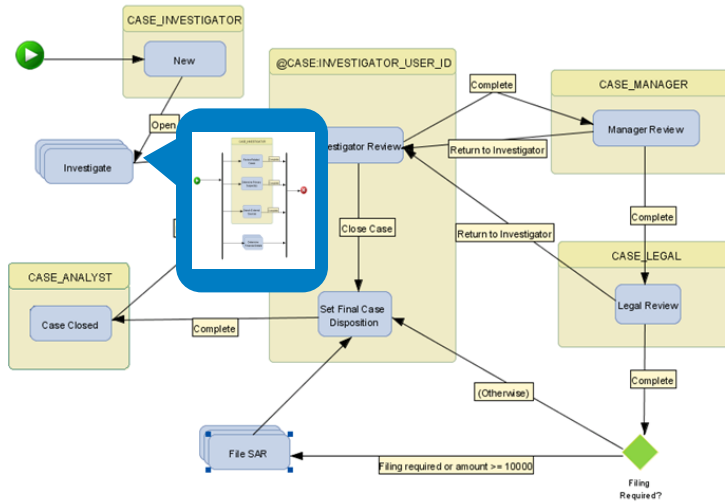 CASE_INVESTIGATOR
New
@CASE:INVESTIGATOR_USER_ID
Complete
CASE_MANAGER
Manager Review
Open
Investigate
estigator Review
Return to Investigator
Complete
Close Case
Return to Investigator
CASE_LEGAL
Legal Review
CASE_ANALYST
Case Closed
Set Final Case
Disposition
Complete
Complete
(Otherwise)
File SAR
Filing required or amount >= 10000
Filing
Required?